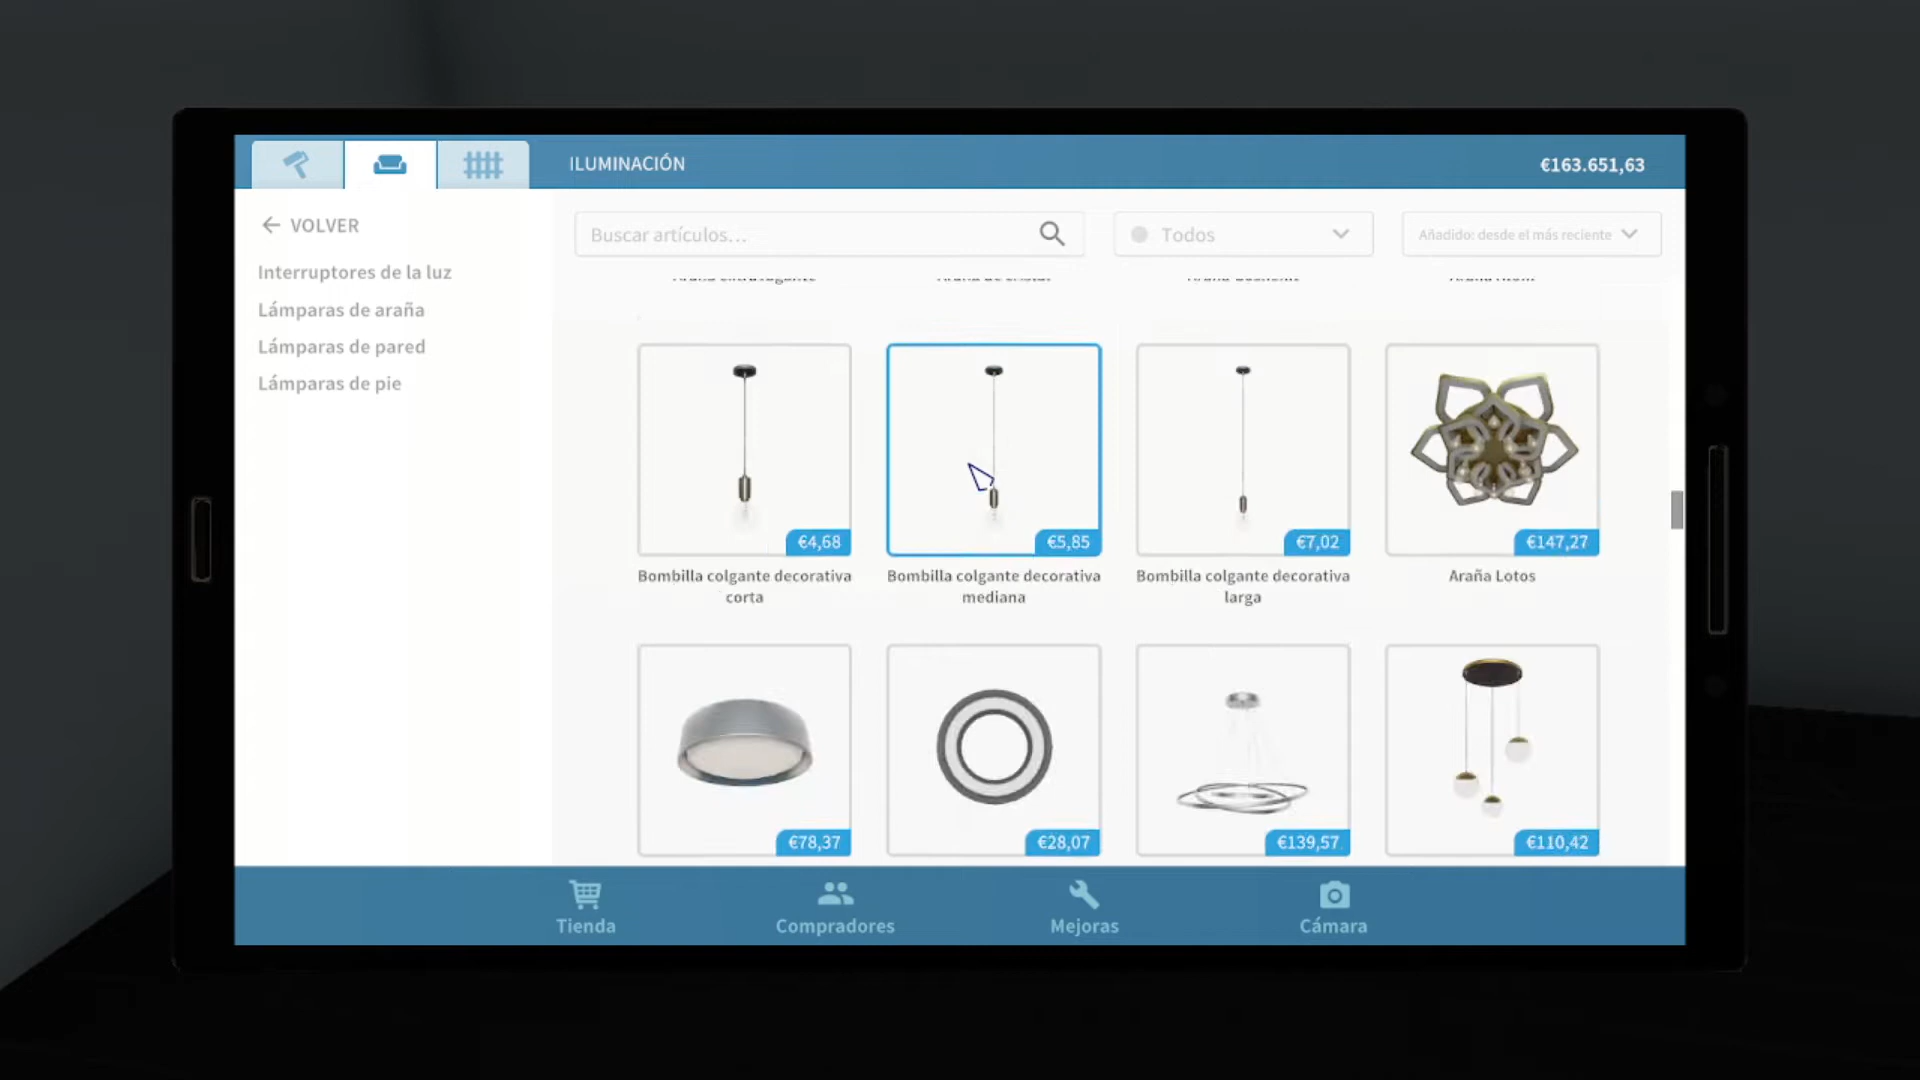 ILUMINACIÓN
€163.651,63
VOLVER
Interruptores de la luz
Lámparas de araña
Lámparas de pared
Lámparas de pie
Buscar artículos...
Todos
Añadido: desde el más reciente
€4,68
€5,85
€7,02
€147,27
Bombilla colgante decorativa
corta
Bombilla colgante decorativa
mediana
Bombilla colgante decorativa
larga
Araña Lotos
€78,37
€28,07
€139,57
€110,42
Tienda
Compradores
Mejoras
Cámara